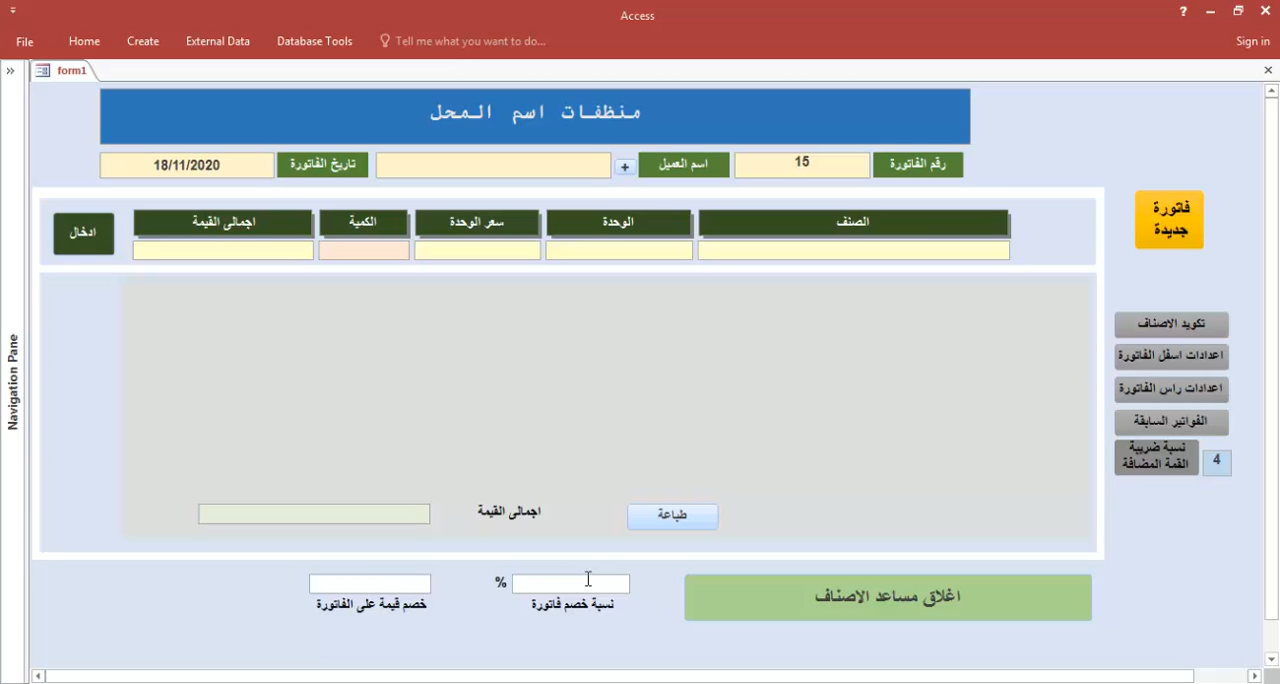 Access
File Home Create External Data Database Tools Tell me what you want to do... Sign in
form1
Navigation Pane
منظفات اسم المحل
رقم الفاتورة 15 اسم العميل + تاريخ الفاتورة 18/11/2020
الصنف الوحدة سعر الوحدة الكمية اجمالى القيمة
ادخال
فاتورة
جديدة
تكويد الاصناف
اعدادات اسفل الفاتورة
اعدادات راس الفاتورة
الفواتير السابقة
نسبة ضريبة
القمة المضافة
4
طباعة اجمالى القيمة
اغلاق مساعد الاصناف
%
نسبة خصم فاتورة خصم قيمة على الفاتورة